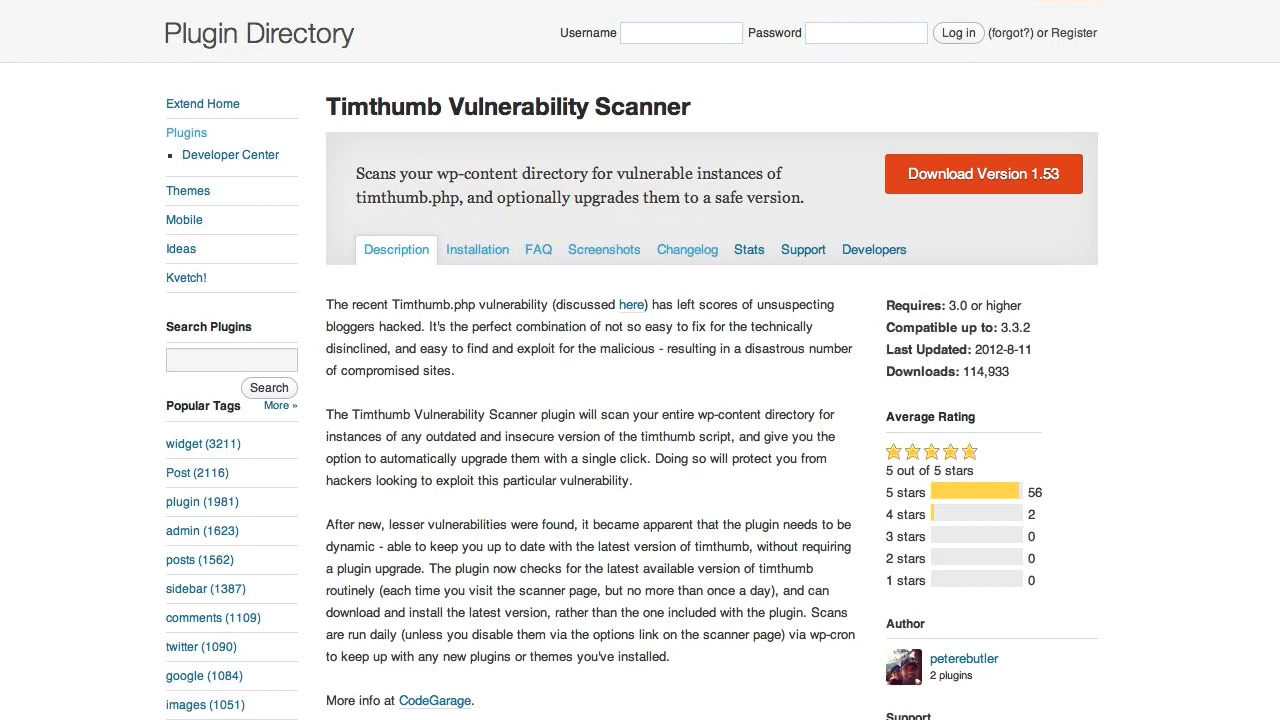 Plugin Directory
Username
Password
Log in (forgot?) or Register
Extend Home
Plugins
Developer Center
Themes
Mobile
Ideas
Kvetch!
Search Plugins
Search
Popular Tags More »
widget (3211)
Post (2116)
plugin (1981)
admin (1623)
posts (1562)
sidebar (1387)
comments (1109)
twitter (1090)
google (1084)
images (1051)
Timthumb Vulnerability Scanner
Scans your wp-content directory for vulnerable instances of
timthumb.php, and optionally upgrades them to a safe version.
Download Version 1.53
Description Installation FAQ Screenshots Changelog Stats Support Developers
The recent Timthumb.php vulnerability (discussed here) has left scores of unsuspecting
bloggers hacked. It's the perfect combination of not so easy to fix for the technically
disinclined, and easy to find and exploit for the malicious - resulting in a disastrous number
of compromised sites.
The Timthumb Vulnerability Scanner plugin will scan your entire wp-content directory for
instances of any outdated and insecure version of the timthumb script, and give you the
option to automatically upgrade them with a single click. Doing so will protect you from
hackers looking to exploit this particular vulnerability.
After new, lesser vulnerabilities were found, it became apparent that the plugin needs to be
dynamic - able to keep you up to date with the latest version of timthumb, without requiring
a plugin upgrade. The plugin now checks for the latest available version of timthumb
routinely (each time you visit the scanner page, but no more than once a day), and can
download and install the latest version, rather than the one included with the plugin. Scans
are run daily (unless you disable them via the options link on the scanner page) via wp-cron
to keep up with any new plugins or themes you've installed.
More info at CodeGarage.
Requires: 3.0 or higher
Compatible up to: 3.3.2
Last Updated: 2012-8-11
Downloads: 114,933
Average Rating
5 out of 5 stars
5 stars 56
4 stars 2
3 stars 0
2 stars 0
1 stars 0
Author
peterebutler
2 plugins
Support